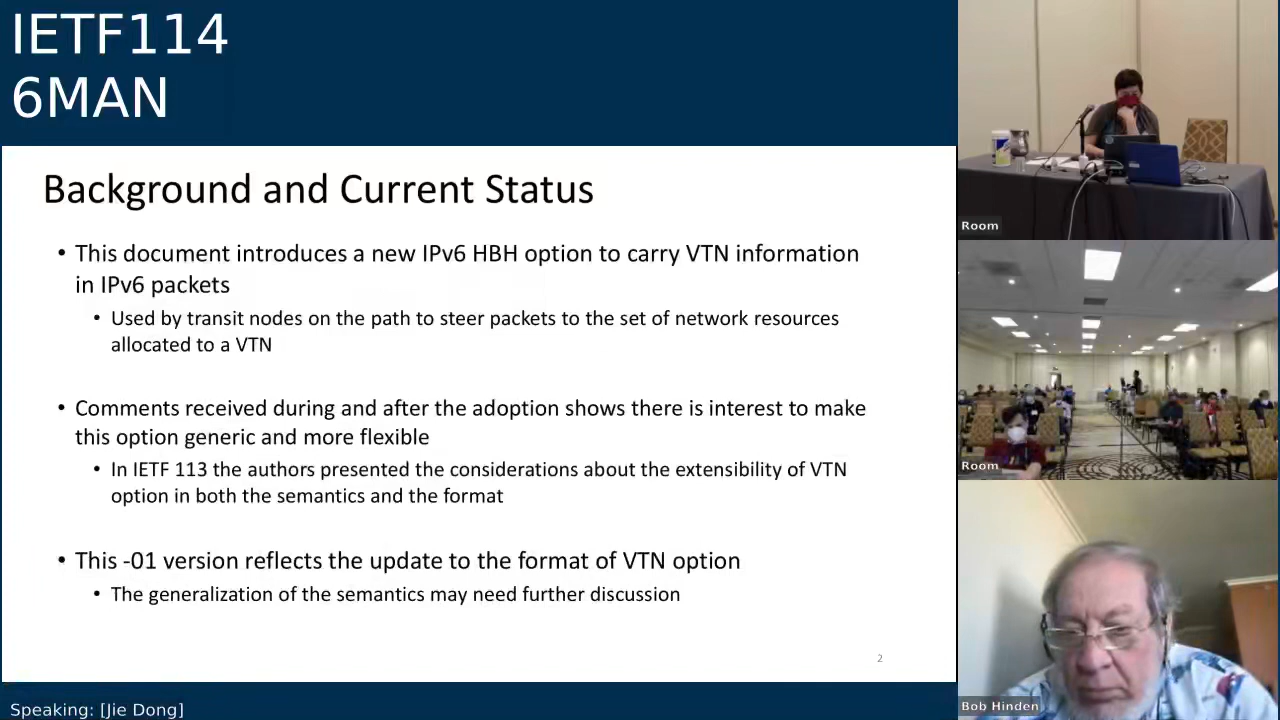 IETF114
6MAN
Background and Current Status
• This document introduces a new IPv6 HBH option to carry VTN information
in IPv6 packets
• Used by transit nodes on the path to steer packets to the set of network resources
allocated to a VTN
• Comments received during and after the adoption shows there is interest to make
this option generic and more flexible
• In IETF 113 the authors presented the considerations about the extensibility of VTN
option in both the semantics and the format
• This -01 version reflects the update to the format of VTN option
• The generalization of the semantics may need further discussion
2
Speaking: [Jie Dong]
Room
Room
Bob Hinden